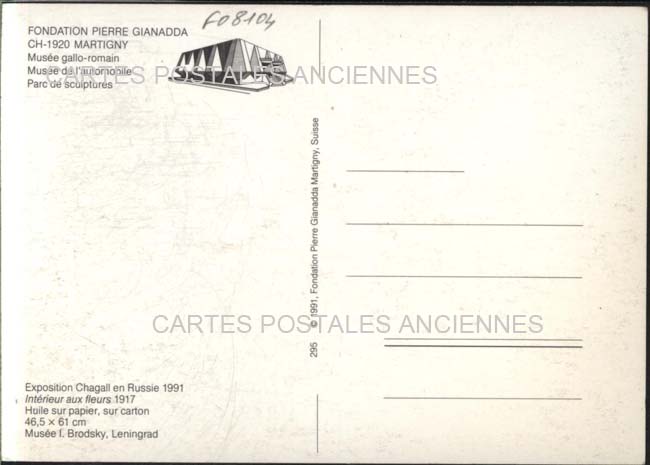 F08104
FONDATION PIERRE GIANADDA
CH-1920 MARTIGNY
Musée gallo-romain
Musée de l'automobile
Parc de sculptures
CARTES POSTALES ANCIENNES
295 © 1991, Fondation Pierre Gianadda Martigny, Suisse
CARTES POSTALES ANCIENNES
Exposition Chagall en Russie 1991
Intérieur aux fleurs 1917
Huile sur papier, sur carton
46,5 × 61 cm
Musée I. Brodsky, Leningrad